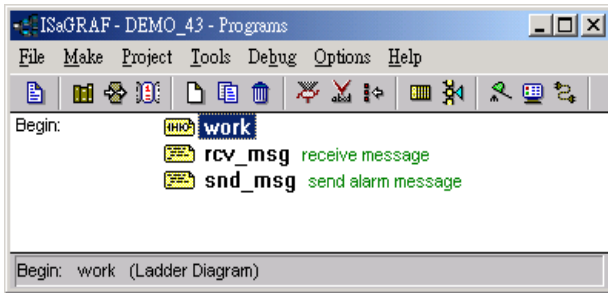 ISaGRAF - DEMO_43 - Programs
File Make Project Tools Debug Options Help
Begin: work
rcv_msg receive message
snd_msg send alarm message
Begin: work (Ladder Diagram)